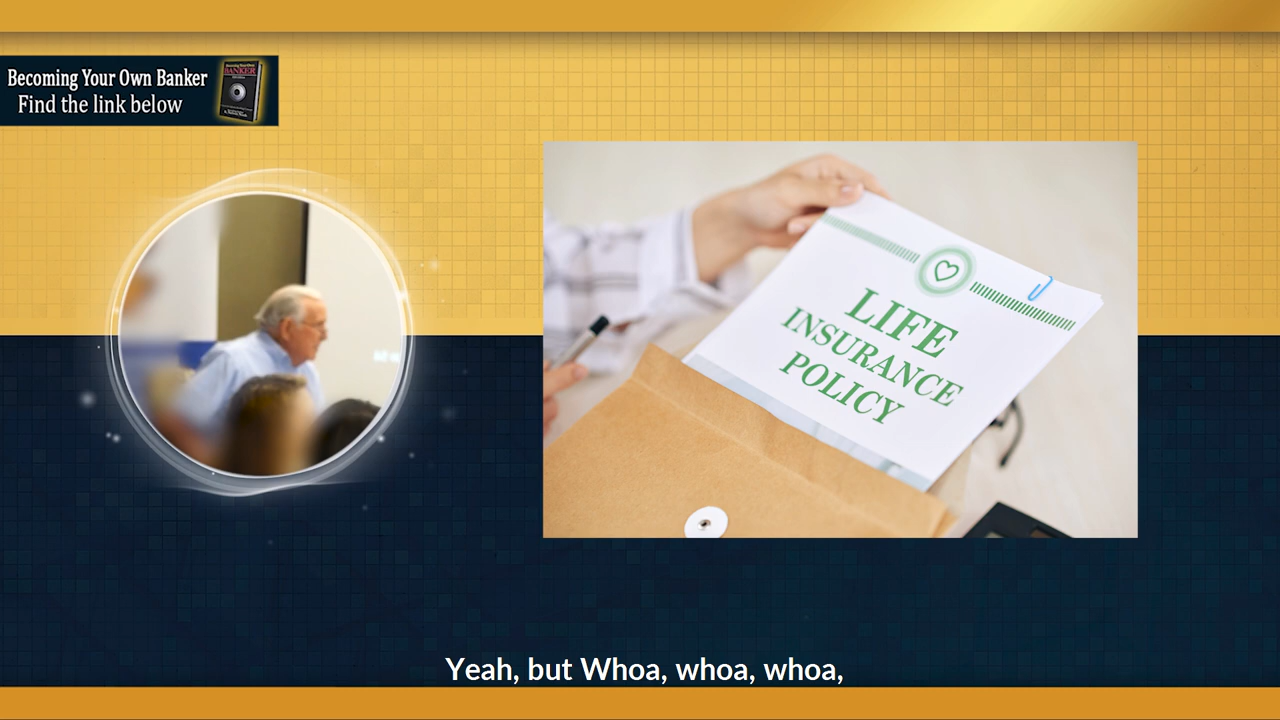 Becoming Your Own Banker
Find the link below
BANKER
LIFE
INSURANCE
POLICY
Yeah, but Whoa, whoa, whoa,